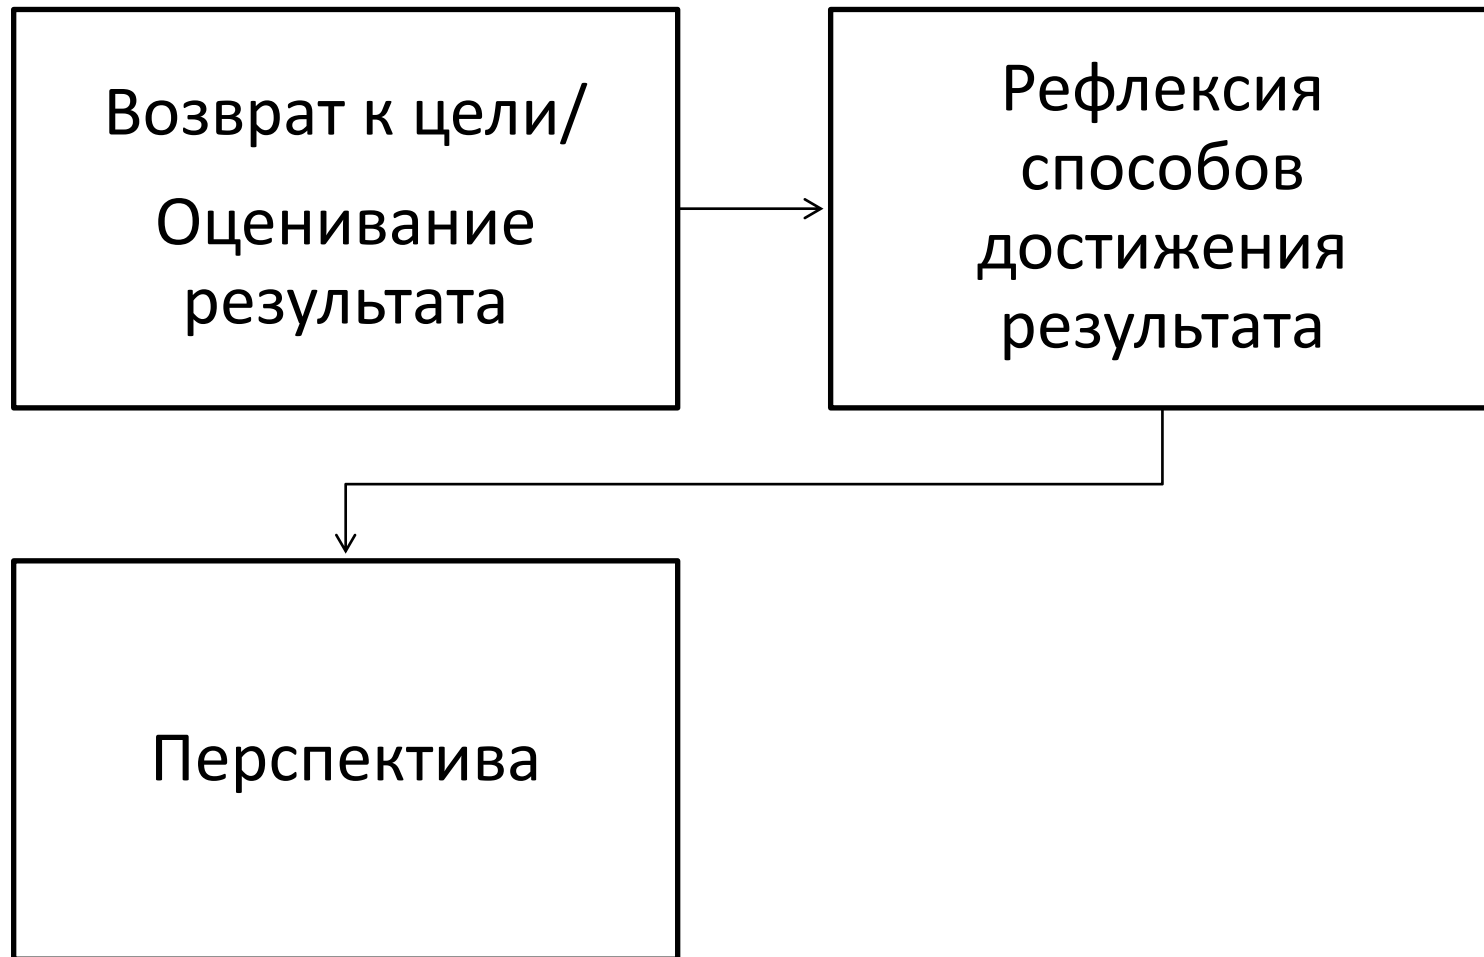 Возврат к цели/
Оценивание
результата
Рефлексия
способов
достижения
результата
Перспектива